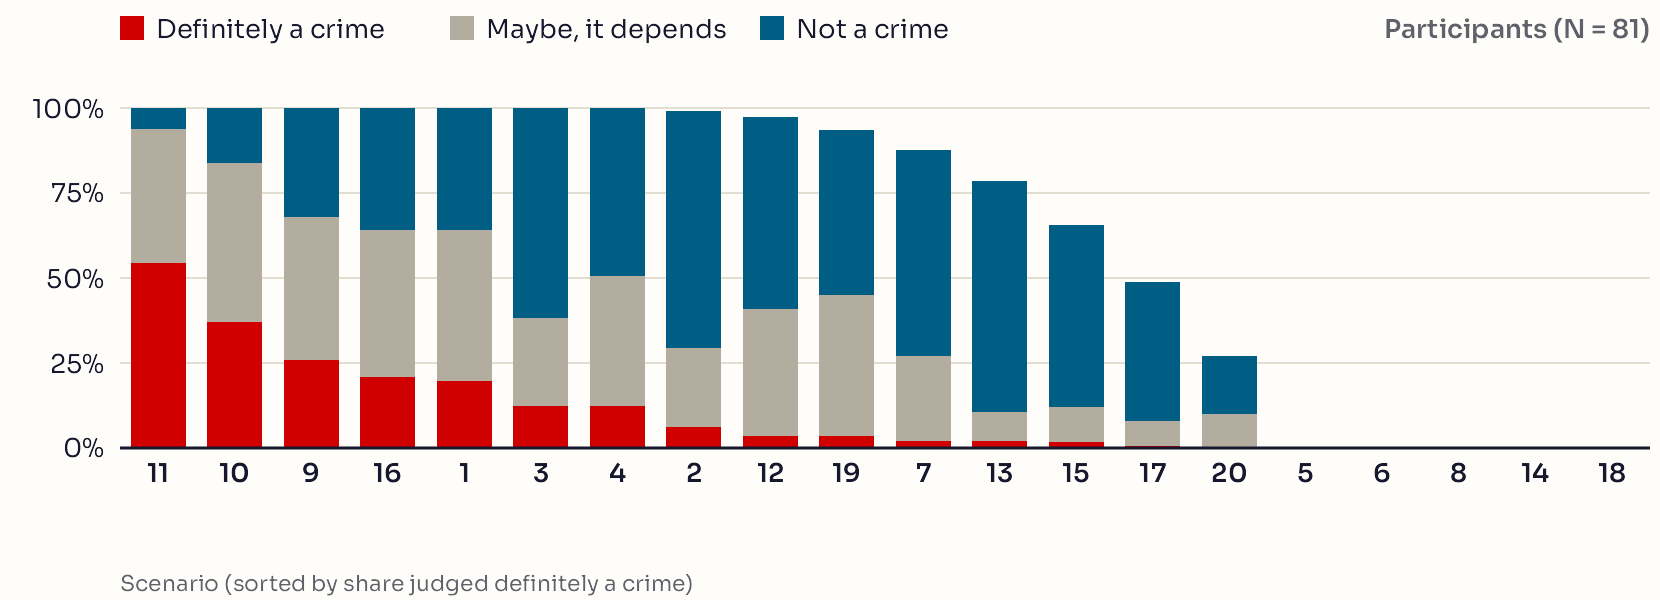 Definitely a crime Maybe, it depends Not a crime Participants (N = 81)
100%
75%
50%
25%
0%
11 10 9 16 1 3 4 2 12 19 7 13 15 17 20 5 6 8 14 18
Scenario (sorted by share judged definitely a crime)